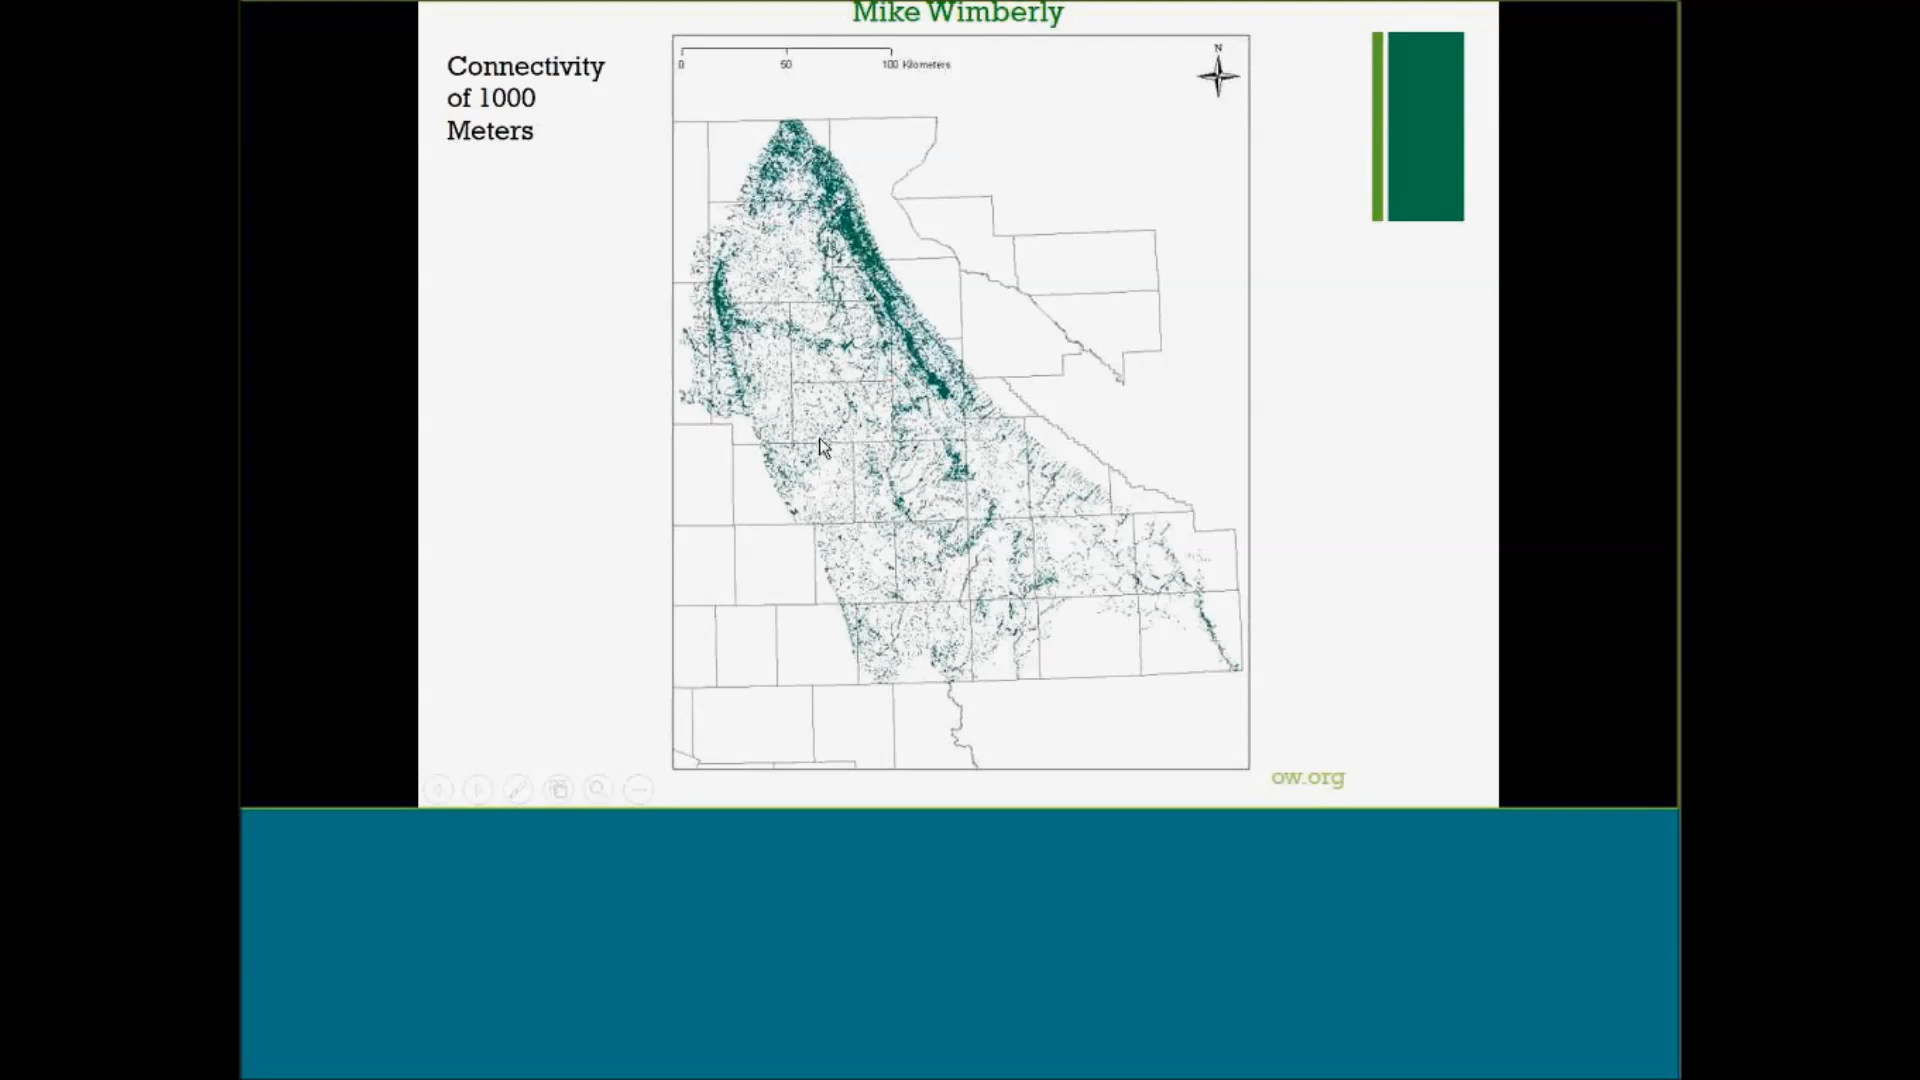 Mike Wimberly
Connectivity
of 1000
Meters
0 50 100 Kilometers
N
ow.org